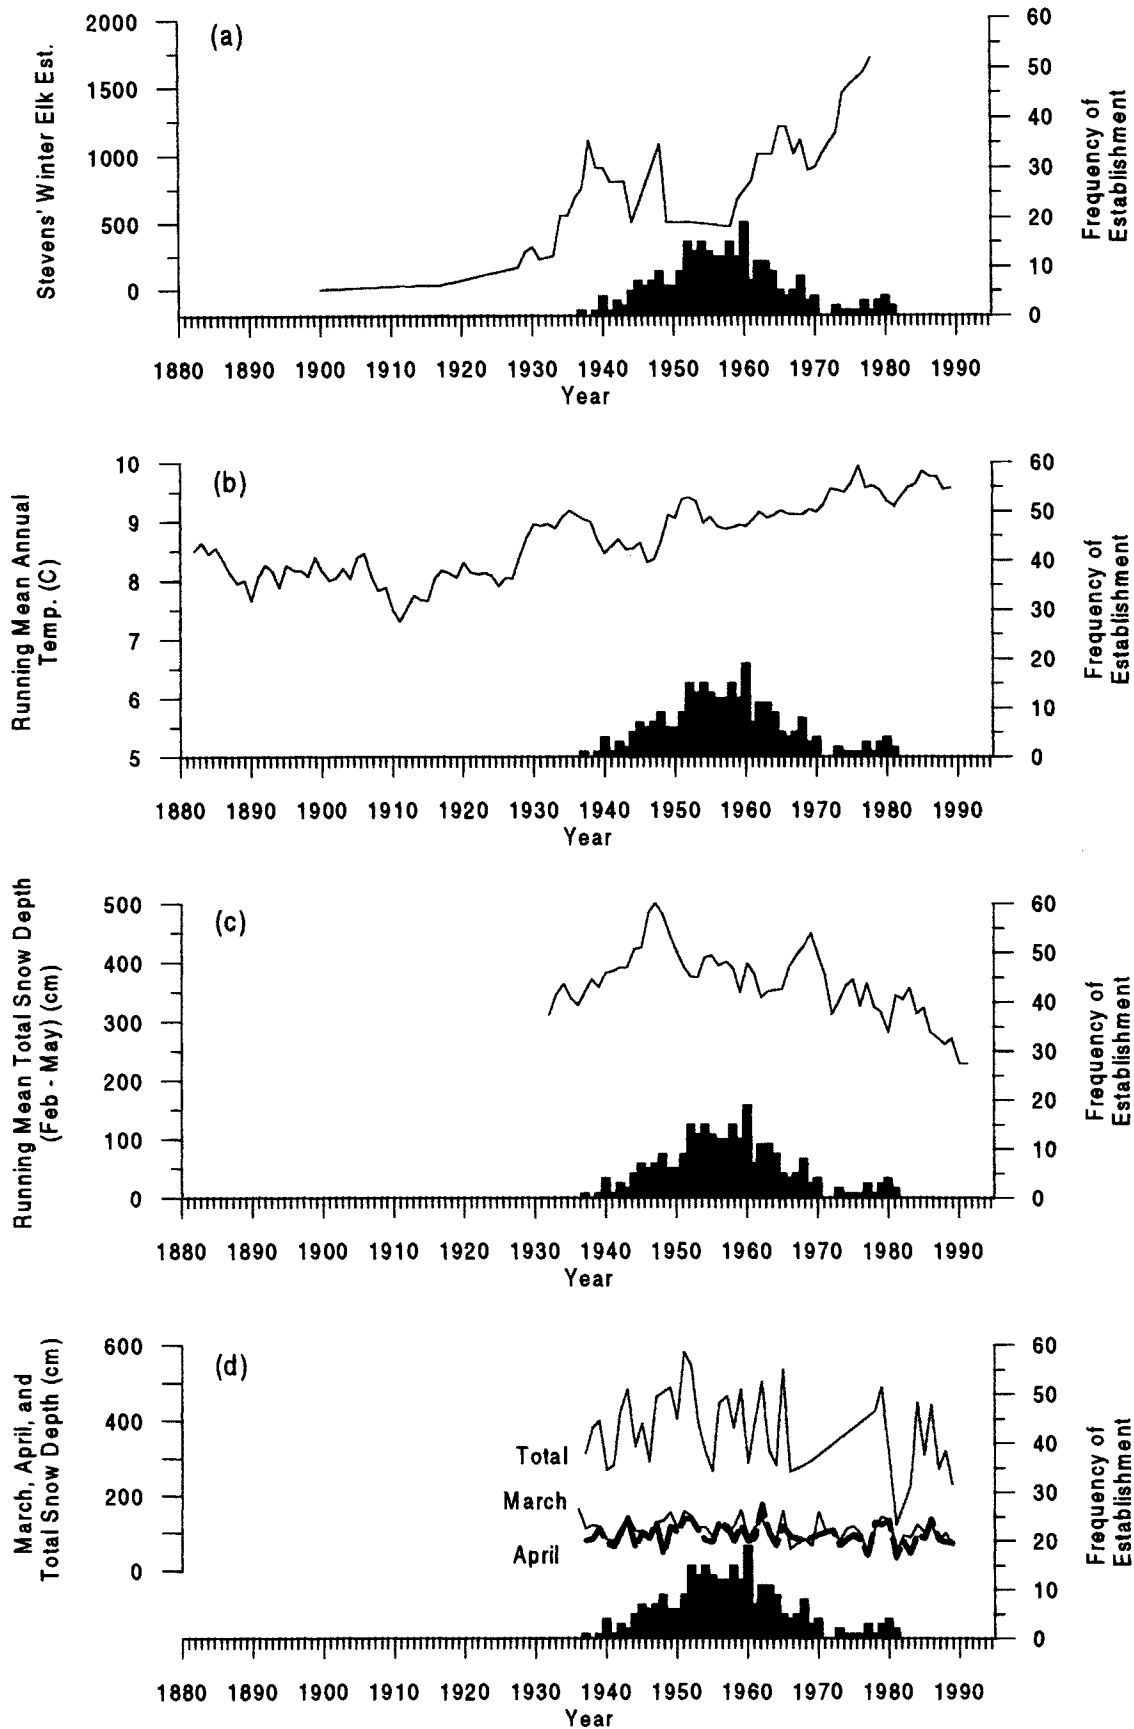 (a)
Stevens' Winter Elk Est.
2000
1500
1000
500
0
60
50
40
30
20
10
0
Frequency of
Establishment
1880 1890 1900 1910 1920 1930 1940 1950 1960 1970 1980 1990
Year
(b)
Running Mean Annual
Temp. (C)
10
9
8
7
6
5
60
50
40
30
20
10
0
Frequency of
Establishment
1880 1890 1900 1910 1920 1930 1940 1950 1960 1970 1980 1990
Year
(c)
Running Mean Total Snow Depth
(Feb - May) (cm)
500
400
300
200
100
0
60
50
40
30
20
10
0
Frequency of
Establishment
1880 1890 1900 1910 1920 1930 1940 1950 1960 1970 1980 1990
Year
(d)
March, April, and
Total Snow Depth (cm)
600
400
200
0
Total
March
April
60
50
40
30
20
10
0
Frequency of
Establishment
1880 1890 1900 1910 1920 1930 1940 1950 1960 1970 1980 1990
Year